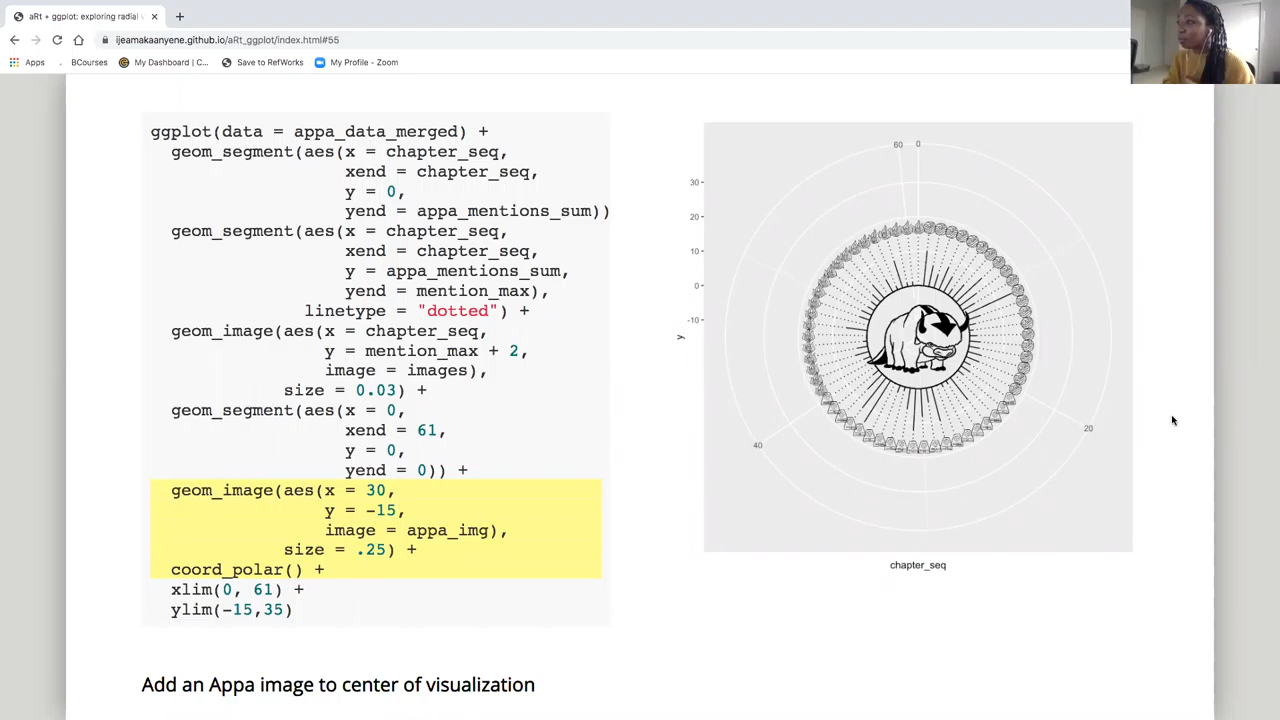 aRt + ggplot: exploring radial v
ijeamakaanyene.github.io/aRt_ggplot/index.html#55
Apps
BCourses
My Dashboard | C...
Save to RefWorks
My Profile - Zoom
ggplot(data = appa_data_merged) +
geom_segment(aes(x = chapter_seq,
xend = chapter_seq,
y = 0,
yend = appa_mentions_sum))
geom_segment(aes(x = chapter_seq,
xend = chapter_seq,
y = appa_mentions_sum,
yend = mention_max),
linetype = "dotted") +
geom_image(aes(x = chapter_seq,
y = mention_max + 2,
image = images),
size = 0.03) +
geom_segment(aes(x = 0,
xend = 61,
y = 0,
yend = 0)) +
geom_image(aes(x = 30,
y = -15,
image = appa_img),
size = .25) +
coord_polar() +
xlim(0, 61) +
ylim(-15,35)
60 0
30
20
10
0
-10
y
20
40
chapter_seq
Add an Appa image to center of visualization